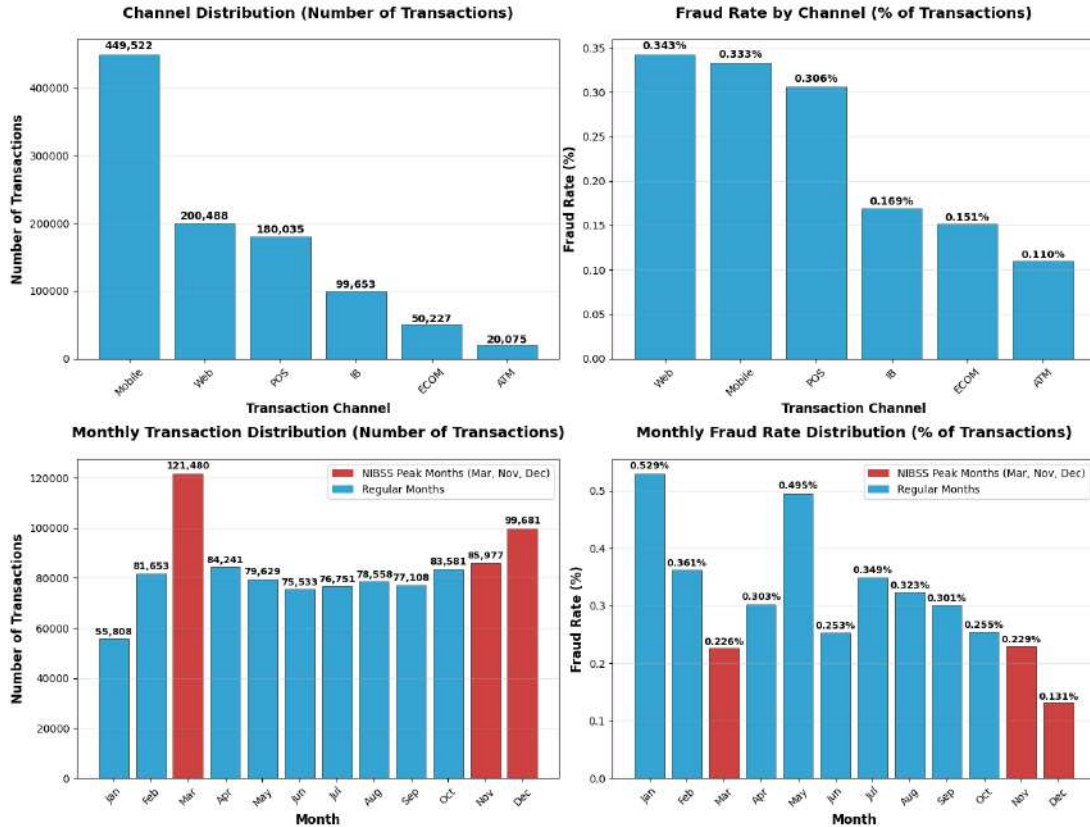 Channel Distribution (Number of Transactions)
449,522
200,488
180,035
99,653
50,227
20,075
400000
300000
200000
100000
0
Number of Transactions
Mobile
Web
POS
IB
ECOM
ATM
Transaction Channel
Fraud Rate by Channel (% of Transactions)
0.343%
0.333%
0.306%
0.169%
0.151%
0.110%
0.35
0.30
0.25
0.20
0.15
0.10
0.05
0.00
Fraud Rate (%)
Web
Mobile
POS
IB
ECOM
ATM
Transaction Channel
Monthly Transaction Distribution (Number of Transactions)
NIBSS Peak Months (Mar, Nov, Dec)
Regular Months
55,808
81,653
121,480
84,241
79,629
75,533
76,751
78,558
77,108
83,581
85,977
99,681
120000
100000
80000
60000
40000
20000
0
Number of Transactions
Jan
Feb
Mar
Apr
May
Jun
Jul
Aug
Sep
Oct
Nov
Dec
Month
Monthly Fraud Rate Distribution (% of Transactions)
NIBSS Peak Months (Mar, Nov, Dec)
Regular Months
0.529%
0.361%
0.226%
0.303%
0.495%
0.253%
0.349%
0.323%
0.301%
0.255%
0.229%
0.131%
0.5
0.4
0.3
0.2
0.1
0.0
Fraud Rate (%)
Jan
Feb
Mar
Apr
May
Jun
Jul
Aug
Sep
Oct
Nov
Dec
Month